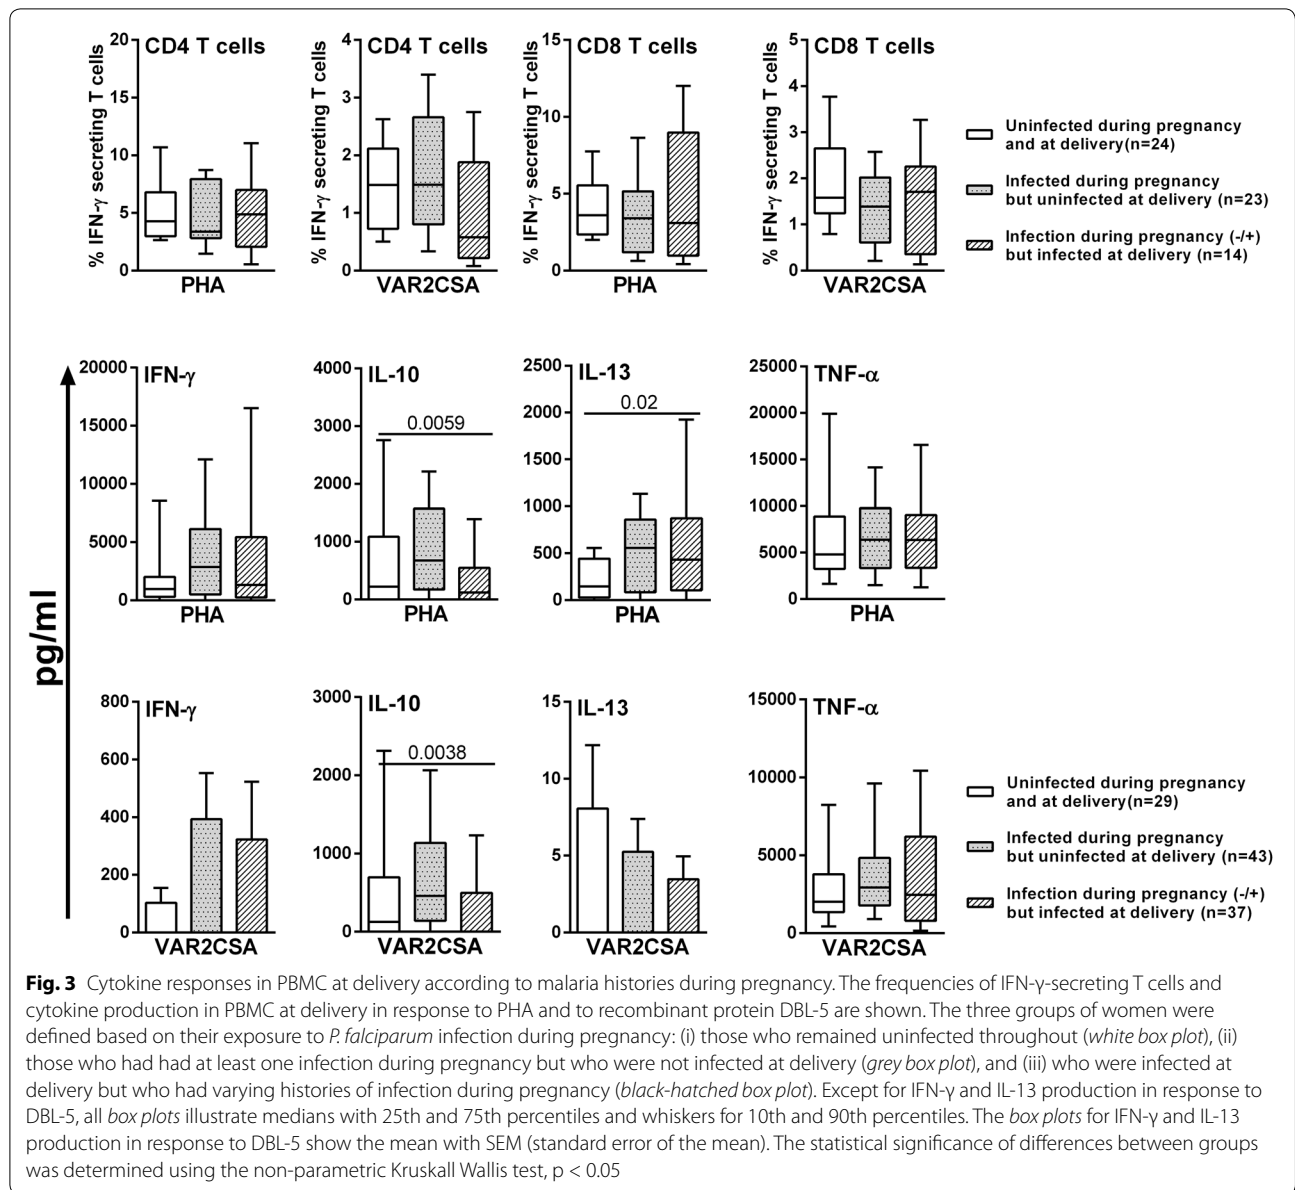 CD4 T cells
% IFN-γ secreting T cells
20
15
10
5
0
PHA
CD4 T cells
% IFN-γ secreting T cells
4
3
2
1
0
VAR2CSA
CD8 T cells
% IFN-γ secreting T cells
15
10
5
0
PHA
CD8 T cells
% IFN-γ secreting T cells
5
4
3
2
1
0
VAR2CSA
Uninfected during pregnancy
and at delivery(n=24)
Infected during pregnancy
but uninfected at delivery (n=23)
Infection during pregnancy (-/+)
but infected at delivery (n=14)
pg/ml
IFN-γ
20000
15000
10000
5000
0
PHA
IL-10
4000
3000
2000
1000
0
0.0059
PHA
IL-13
2500
2000
1500
1000
500
0
0.02
PHA
TNF-α
25000
20000
15000
10000
5000
0
PHA
IFN-γ
800
600
400
200
0
VAR2CSA
IL-10
3000
2000
1000
0
0.0038
VAR2CSA
IL-13
15
10
5
0
VAR2CSA
TNF-α
15000
10000
5000
0
VAR2CSA
Uninfected during pregnancy
and at delivery(n=29)
Infected during pregnancy
but uninfected at delivery (n=43)
Infection during pregnancy (-/+)
but infected at delivery (n=37)
Fig. 3 Cytokine responses in PBMC at delivery according to malaria histories during pregnancy. The frequencies of IFN-γ-secreting T cells and
cytokine production in PBMC at delivery in response to PHA and to recombinant protein DBL-5 are shown. The three groups of women were
defined based on their exposure to P. falciparum infection during pregnancy: (i) those who remained uninfected throughout (white box plot), (ii)
those who had had at least one infection during pregnancy but who were not infected at delivery (grey box plot), and (iii) who were infected at
delivery but who had varying histories of infection during pregnancy (black-hatched box plot). Except for IFN-γ and IL-13 production in response to
DBL-5, all box plots illustrate medians with 25th and 75th percentiles and whiskers for 10th and 90th percentiles. The box plots for IFN-γ and IL-13
production in response to DBL-5 show the mean with SEM (standard error of the mean). The statistical significance of differences between groups
was determined using the non-parametric Kruskall Wallis test, p < 0.05